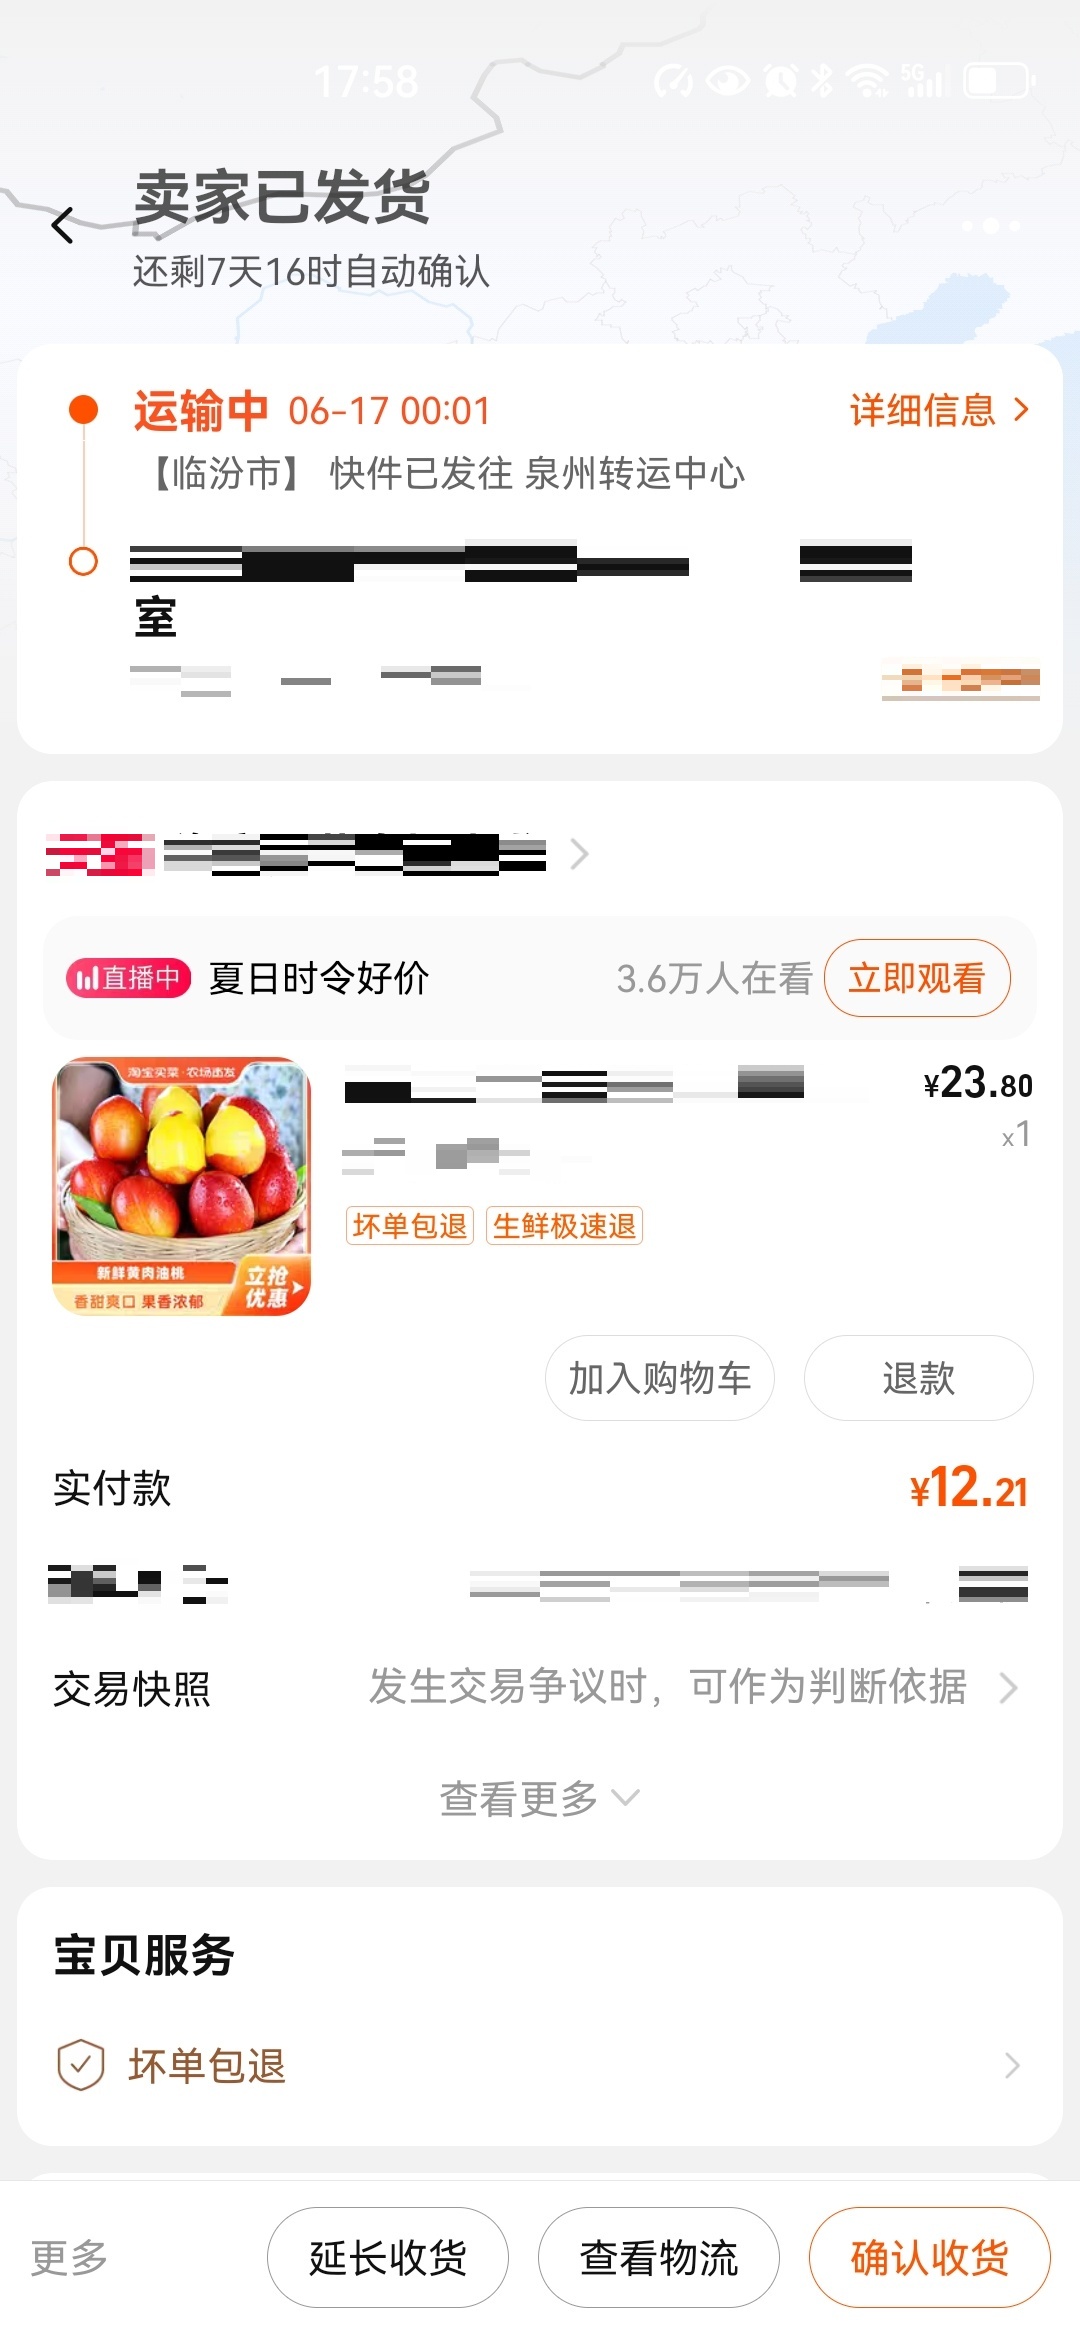 17:58
5G
卖家已发货
还剩7天16时自动确认
运输中 06-17 00:01 详细信息
【临汾市】 快件已发往 泉州转运中心
室
直播中 夏日时令好价 3.6万人在看 立即观看
淘宝买菜·农场直发
新鲜黄肉油桃
香甜爽口 果香浓郁
立抢
优惠
¥23.80
x1
坏单包退 生鲜极速退
加入购物车 退款
实付款 ¥12.21
交易快照 发生交易争议时，可作为判断依据
查看更多
宝贝服务
坏单包退
更多 延长收货 查看物流 确认收货